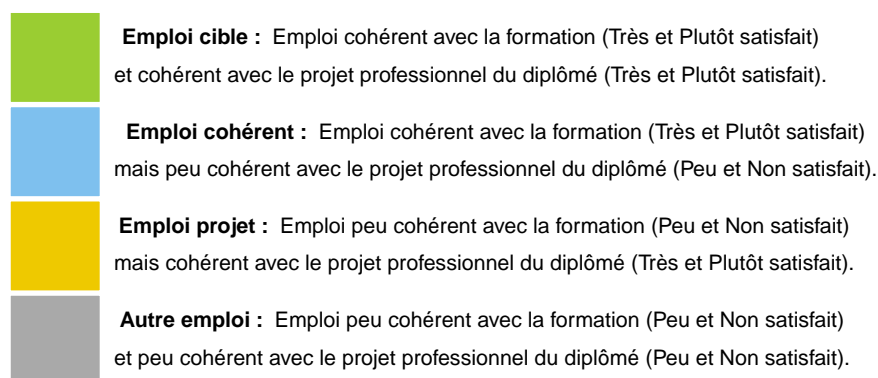 Emploi cible : Emploi cohérent avec la formation (Très et Plutôt satisfait)
et cohérent avec le projet professionnel du diplômé (Très et Plutôt satisfait).
Emploi cohérent : Emploi cohérent avec la formation (Très et Plutôt satisfait)
mais peu cohérent avec le projet professionnel du diplômé (Peu et Non satisfait).
Emploi projet : Emploi peu cohérent avec la formation (Peu et Non satisfait)
mais cohérent avec le projet professionnel du diplômé (Très et Plutôt satisfait).
Autre emploi : Emploi peu cohérent avec la formation (Peu et Non satisfait)
et peu cohérent avec le projet professionnel du diplômé (Peu et Non satisfait).